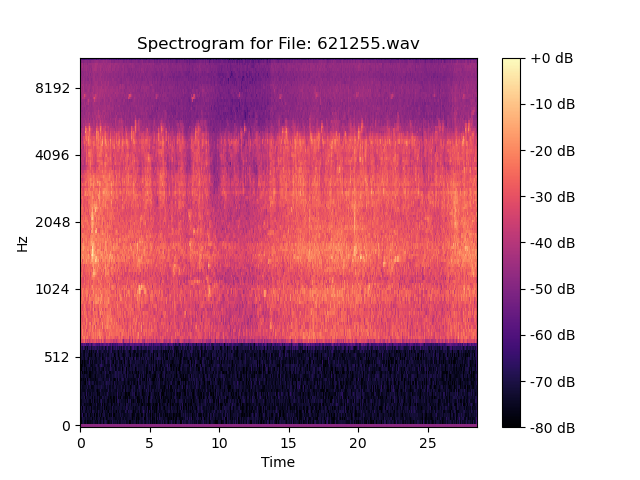 Spectrogram for File: 621255.wav
Hz
8192
4096
2048
1024
512
0
0 5 10 15 20 25
Time
+0 dB
-10 dB
-20 dB
-30 dB
-40 dB
-50 dB
-60 dB
-70 dB
-80 dB